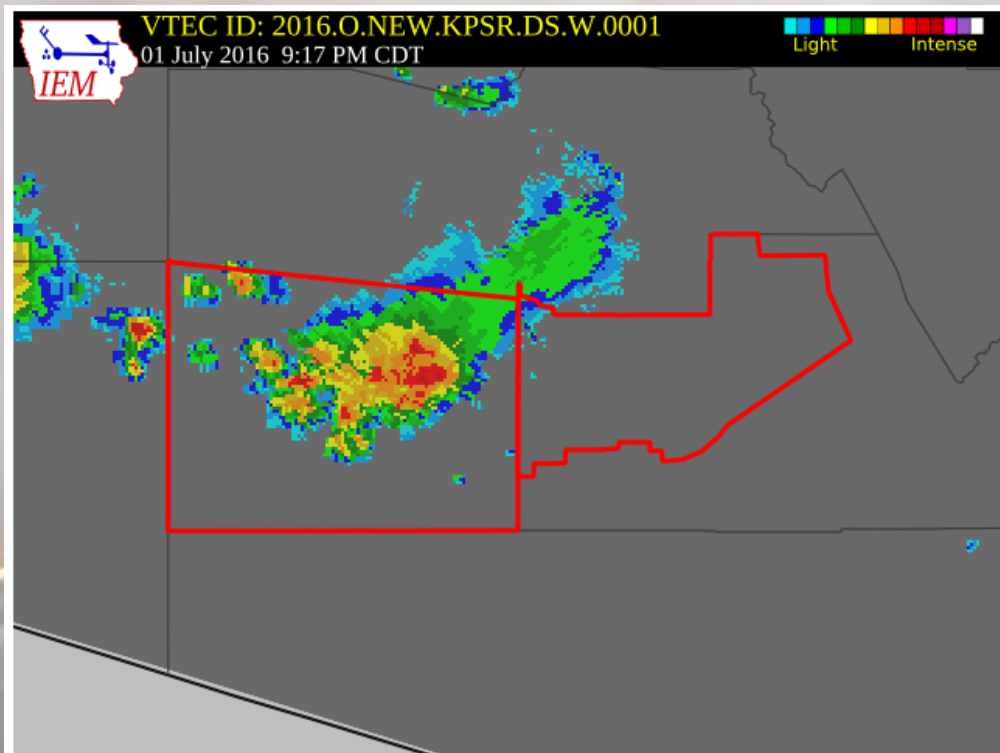 IEM
VTEC ID: 2016.O.NEW.KPSR.DS.W.0001
01 July 2016 9:17 PM CDT
Light
Intense